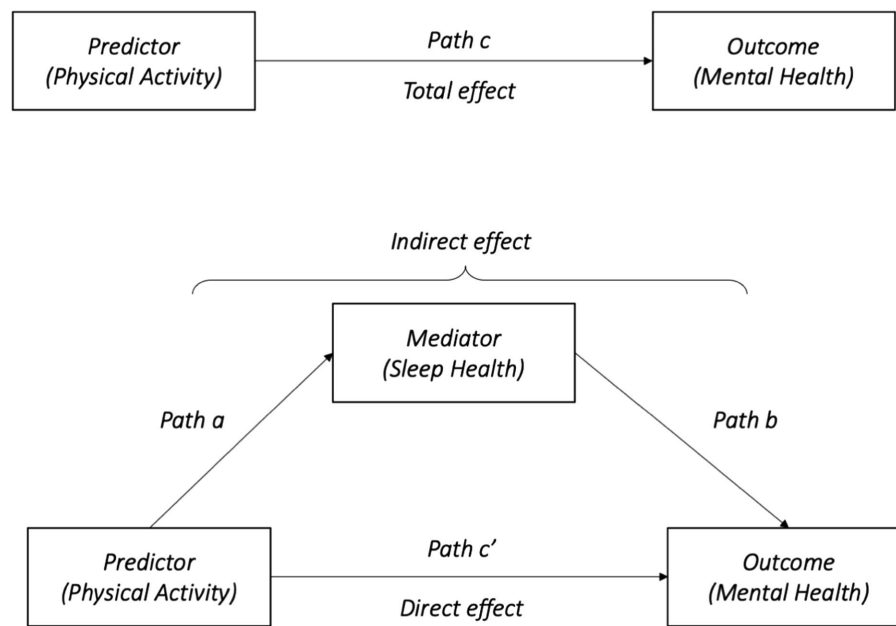 Predictor
(Physical Activity)
Path c
Total effect
Outcome
(Mental Health)
Indirect effect
Mediator
(Sleep Health)
Path a
Path b
Predictor
(Physical Activity)
Path c’
Direct effect
Outcome
(Mental Health)